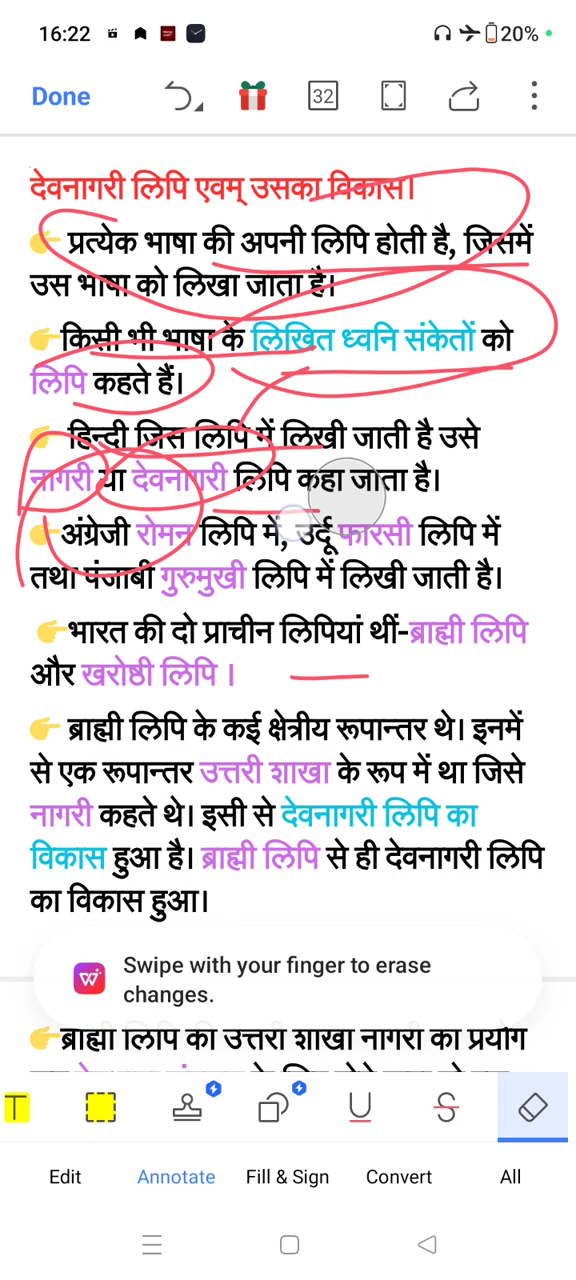 16:22
20%
Done
32
देवनागरी लिपि एवम् उसका विकास।
👉 प्रत्येक भाषा की अपनी लिपि होती है, जिसमें
उस भाषा को लिखा जाता है।
👉किसी भी भाषा के लिखित ध्वनि संकेतों को
लिपि कहते हैं।
👉 हिन्दी जिस लिपि में लिखी जाती है उसे
नागरी या देवनागरी लिपि कहा जाता है।
👉अंग्रेजी रोमन लिपि में, उर्दू फारसी लिपि में
तथा पंजाबी गुरुमुखी लिपि में लिखी जाती है।
👉भारत की दो प्राचीन लिपियां थीं-ब्राह्मी लिपि
और खरोष्ठी लिपि ।
👉 ब्राह्मी लिपि के कई क्षेत्रीय रूपान्तर थे। इनमें
से एक रूपान्तर उत्तरी शाखा के रूप में था जिसे
नागरी कहते थे। इसी से देवनागरी लिपि का
विकास हुआ है। ब्राह्मी लिपि से ही देवनागरी लिपि
का विकास हुआ।
Swipe with your finger to erase
changes.
👉ब्राह्मी लिपि की उत्तरी शाखा नागरी का प्रयोग
T U S
Edit Annotate Fill & Sign Convert All